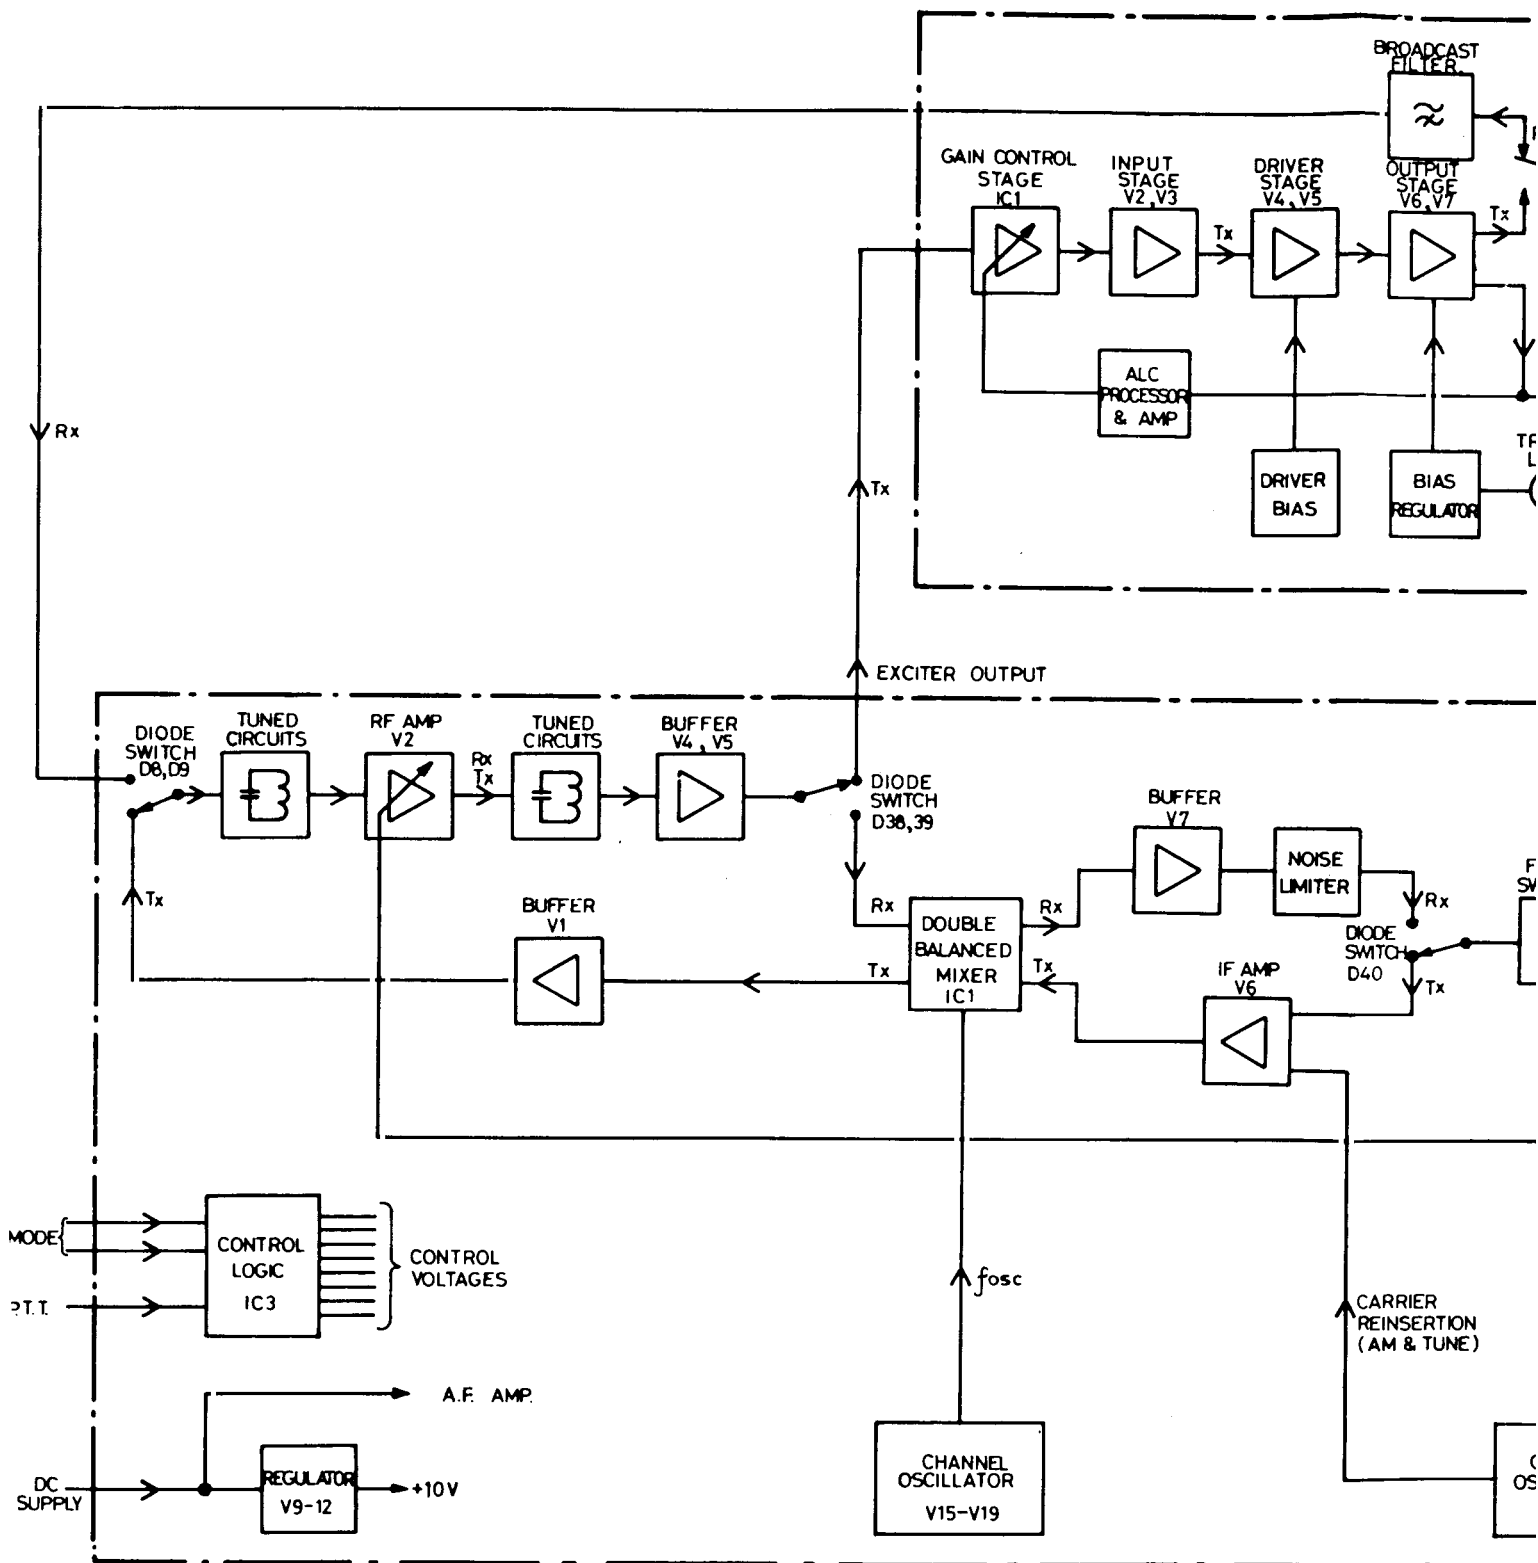 BROADCAST
FILTER.
GAIN CONTROL
STAGE
IC1
INPUT
STAGE
V2,V3
DRIVER
STAGE
V4,V5
OUTPUT
STAGE
V6,V7
Tx
Tx
ALC
PROCESSOR
& AMP
DRIVER
BIAS
BIAS
REGULATOR
Rx
Tx
EXCITER OUTPUT
DIODE
SWITCH
D8,D9
TUNED
CIRCUITS
RF AMP
V2
Rx
Tx
TUNED
CIRCUITS
BUFFER
V4, V5
DIODE
SWITCH
D38,39
BUFFER
V7
NOISE
LIMITER
Rx
DIODE
SWITCH
D40
Tx
Tx
BUFFER
V1
Rx
Tx
DOUBLE
BALANCED
MIXER
IC1
Rx
Tx
IF AMP
V6
MODE
P.T.T.
CONTROL
LOGIC
IC3
CONTROL
VOLTAGES
fosc
CARRIER
REINSERTION
(AM & TUNE)
A.F. AMP.
DC
SUPPLY
REGULATOR
V9-12
+10V
CHANNEL
OSCILLATOR
V15-V19